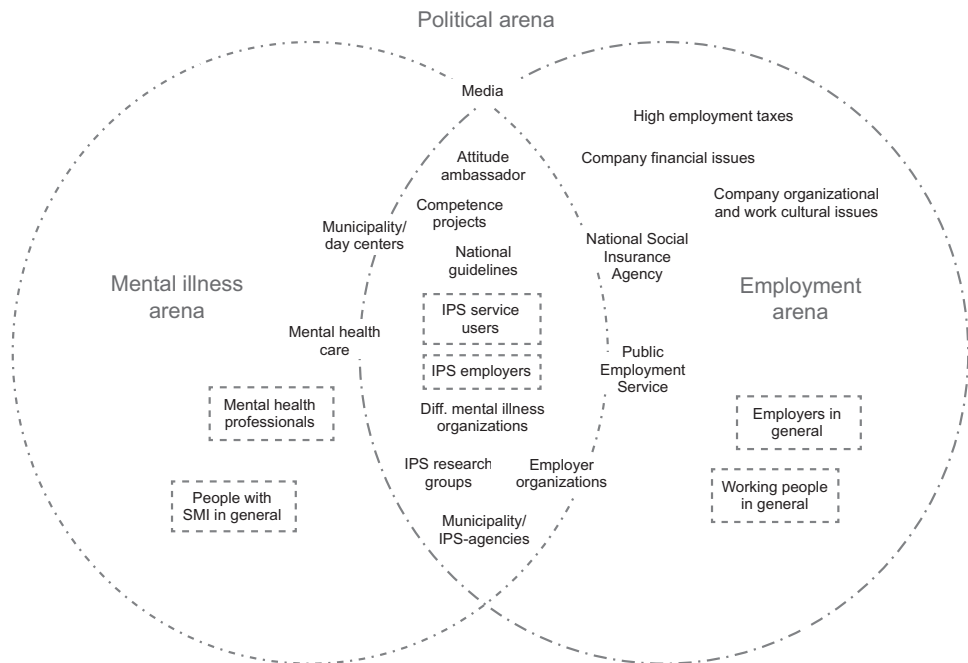 Political arena
Media
High employment taxes
Attitude
ambassador
Company financial issues
Competence
projects
Company organizational
and work cultural issues
Municipality/
day centers
National
guidelines
National Social
Insurance
Agency
Mental illness
arena
Employment
arena
IPS service
users
Mental health
care
IPS employers
Public
Employment
Service
Mental health
professionals
Diff. mental illness
organizations
Employers in
general
IPS research
groups
Employer
organizations
People with
SMI in general
Working people
in general
Municipality/
IPS-agencies